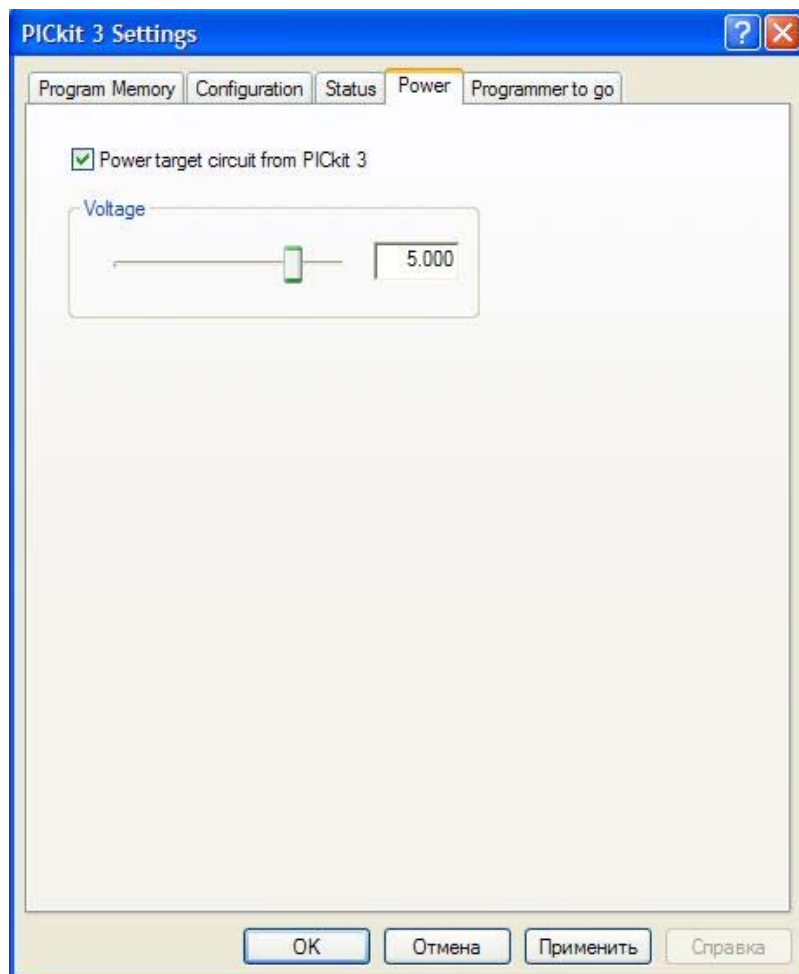 PICkit 3 Settings
Program Memory Configuration Status Power Programmer to go
Power target circuit from PICkit 3
Voltage
5.000
OK Отмена Применить Справка